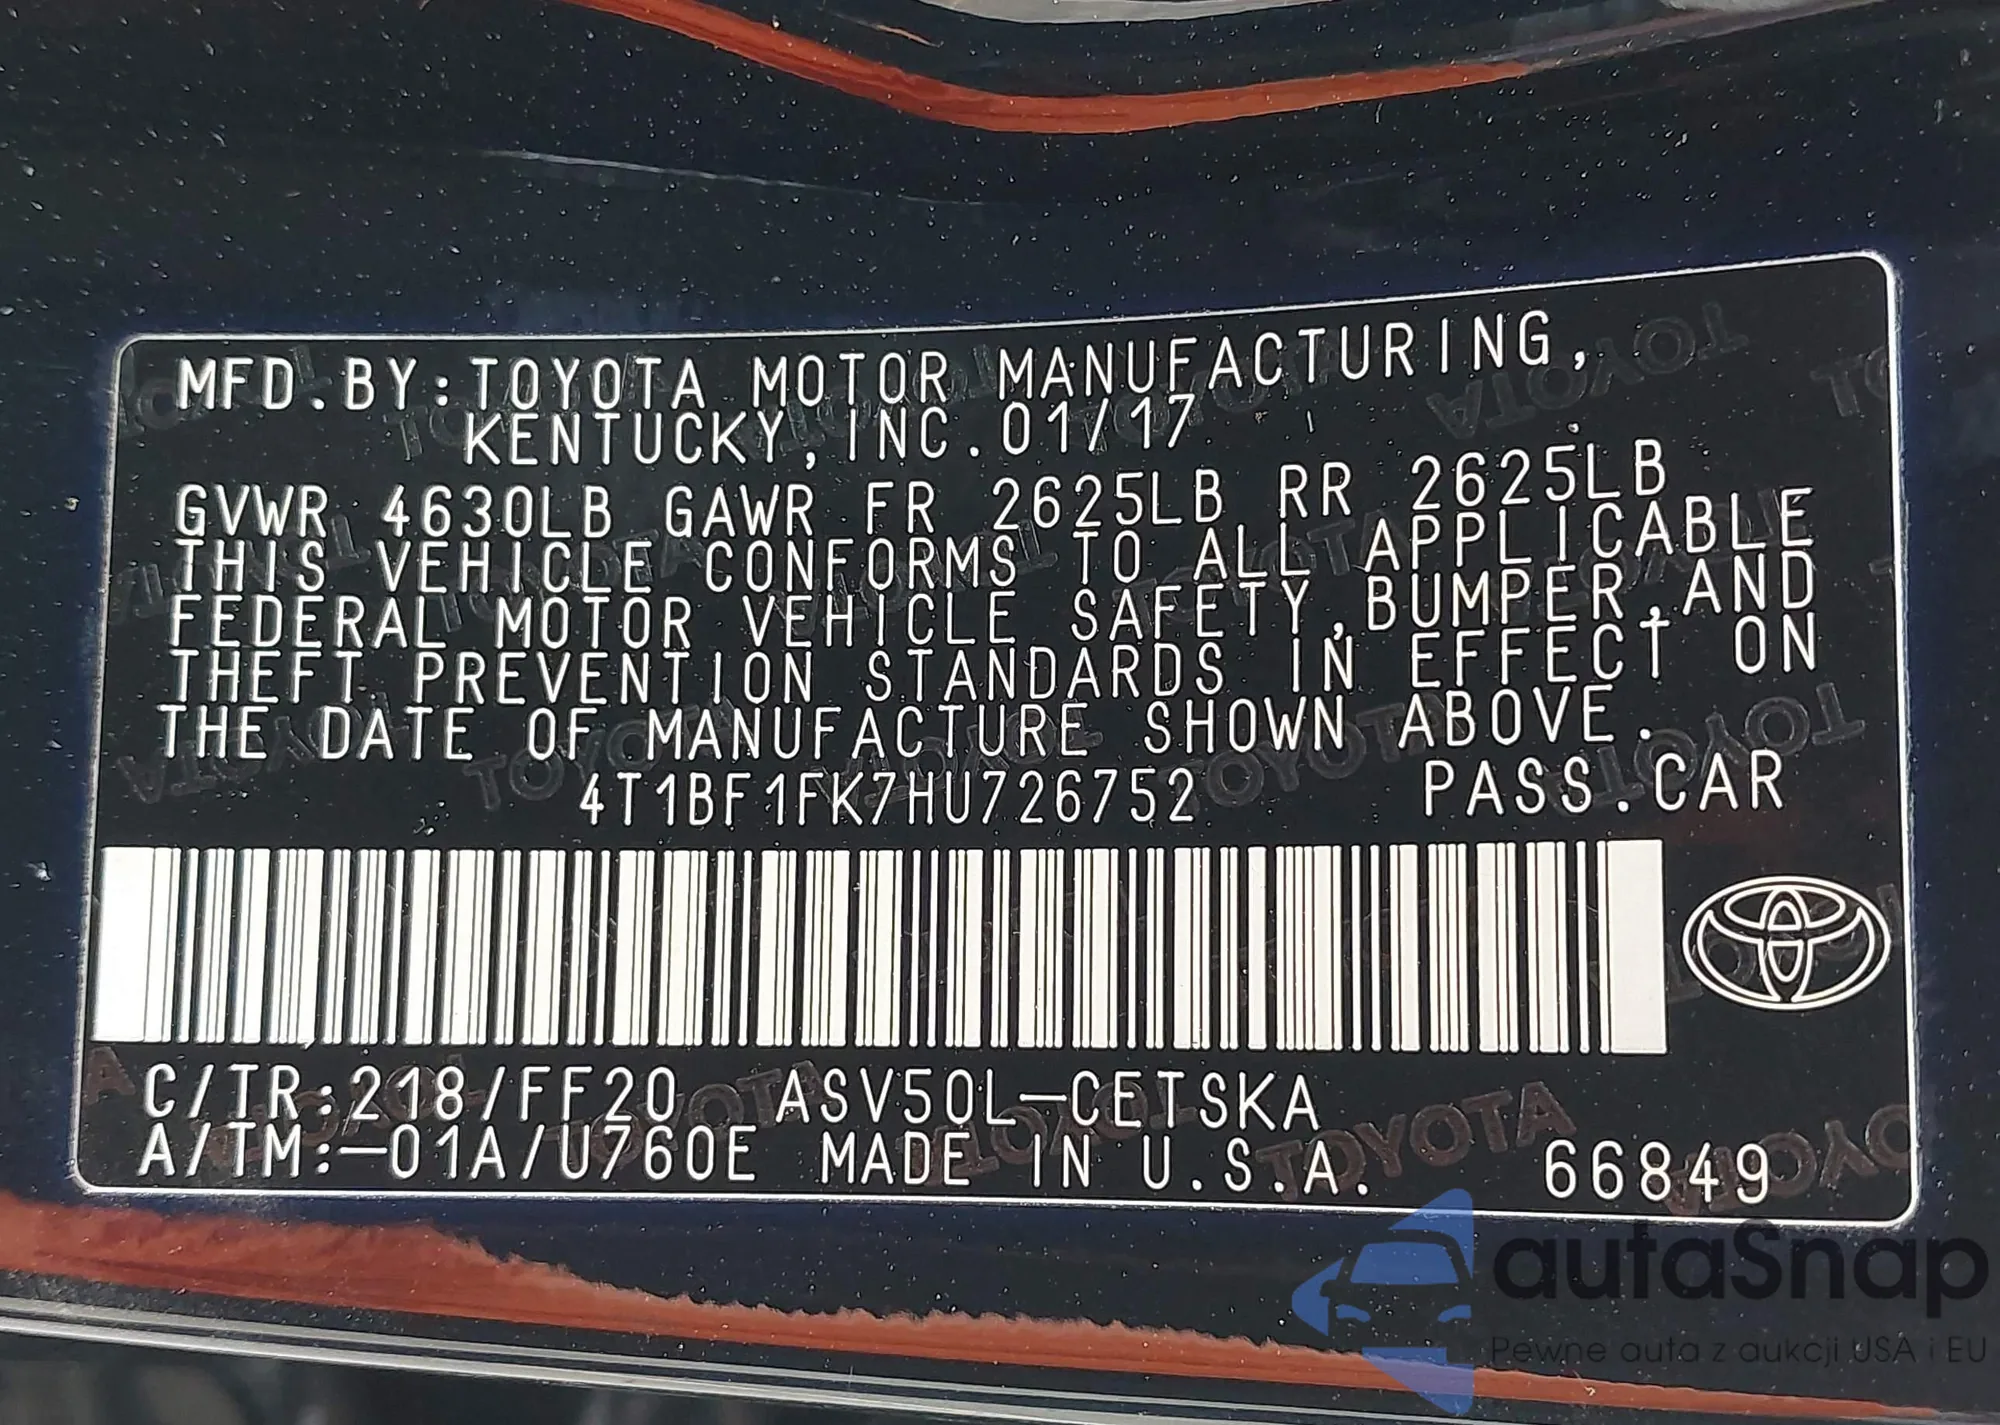 MFD.BY:TOYOTA MOTOR MANUFACTURING,
KENTUCKY,INC.01/17
GVWR 4630LB GAWR FR 2625LB RR 2625LB
THIS VEHICLE CONFORMS TO ALL APPLICABLE
FEDERAL MOTOR VEHICLE SAFETY,BUMPER,AND
THEFT PREVENTION STANDARDS IN EFFECT ON
THE DATE OF MANUFACTURE SHOWN ABOVE.
4T1BF1FK7HU726752 PASS.CAR
C/TR:218/FF20 ASV50L-CETSKA
A/TM:-01A/U760E MADE IN U.S.A. 66849
autaSnap
Pewne auta z aukcji USA i EU